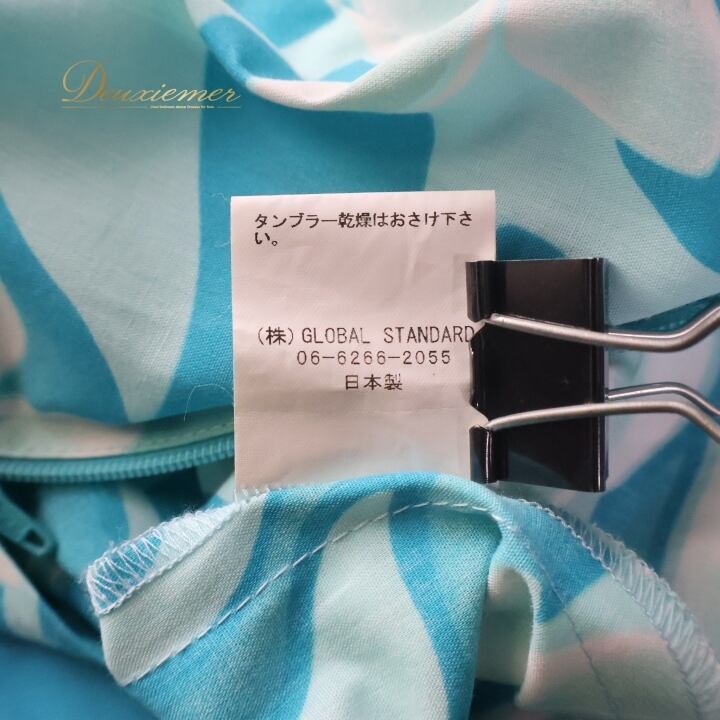 Deuxiemer
タンブラー乾燥はおさけ下さ
い。
(株) GLOBAL STANDARD
06-6266-2055
日本製